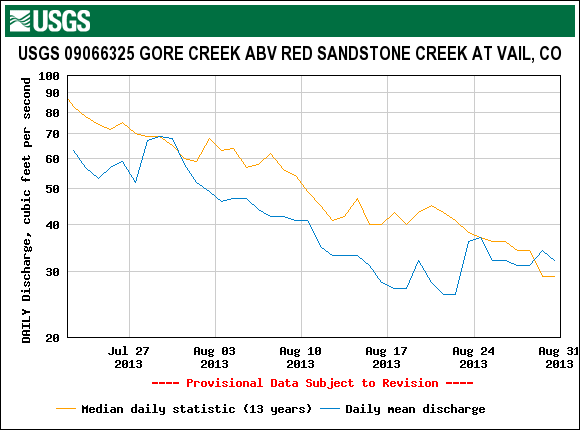 USGS
USGS 09066325 GORE CREEK ABV RED SANDSTONE CREEK AT VAIL, CO
DAILY Discharge, cubic feet per second
100
90
80
70
60
50
40
30
20
Jul 27 Aug 03 Aug 10 Aug 17 Aug 24 Aug 31
2013 2013 2013 2013 2013 2013
---- Provisional Data Subject to Revision ----
Median daily statistic (13 years) Daily mean discharge